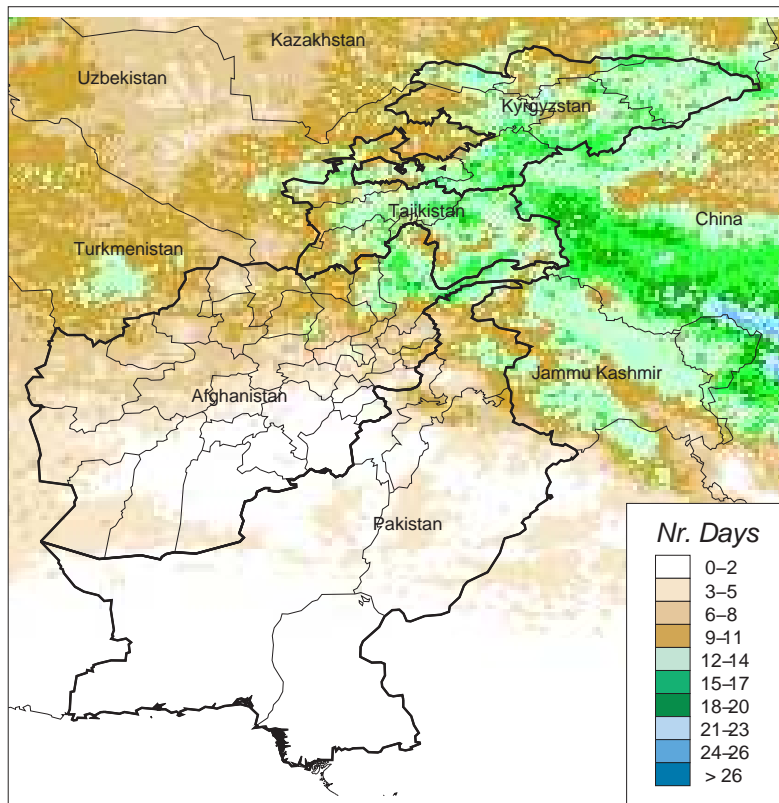 Kazakhstan
Uzbekistan
Kyrgyzstan
Tajikistan
China
Turkmenistan
Jammu Kashmir
Afghanistan
Pakistan
Nr. Days
0–2
3–5
6–8
9–11
12–14
15–17
18–20
21–23
24–26
> 26